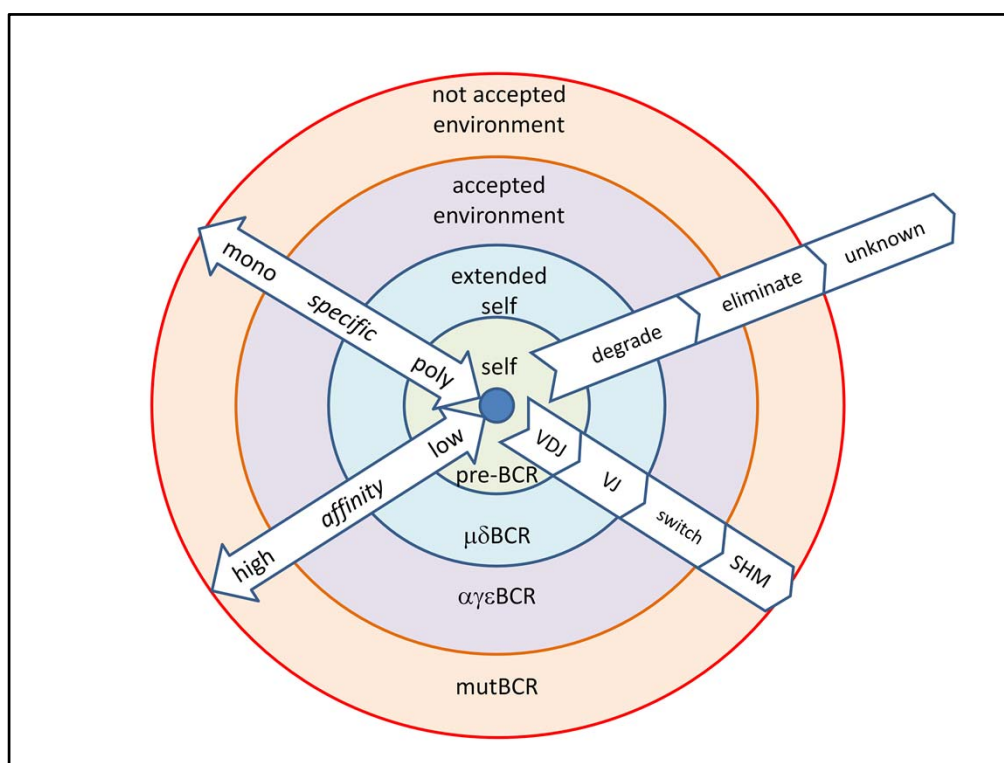 not accepted
environment
accepted
environment
extended
self
self
mono specific poly
high affinity low
degrade
eliminate
unknown
VDJ
VJ
switch
SHM
pre-BCR
μδBCR
αγεBCR
mutBCR